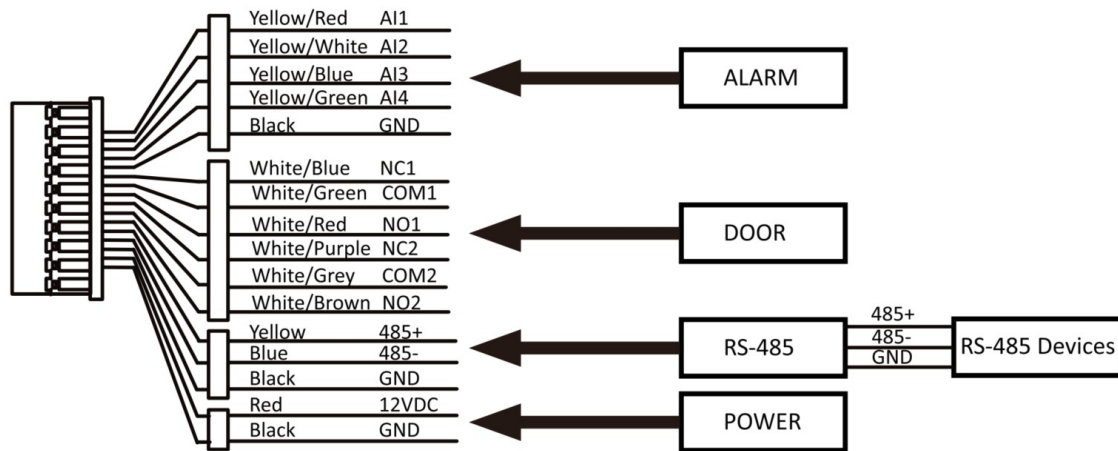 Yellow/Red AI1
Yellow/White AI2
Yellow/Blue AI3
Yellow/Green AI4
Black GND
ALARM
White/Blue NC1
White/Green COM1
White/Red NO1
White/Purple NC2
White/Grey COM2
White/Brown NO2
DOOR
Yellow 485+
Blue 485-
Black GND
RS-485
485+
485-
GND
RS-485 Devices
Red 12VDC
Black GND
POWER